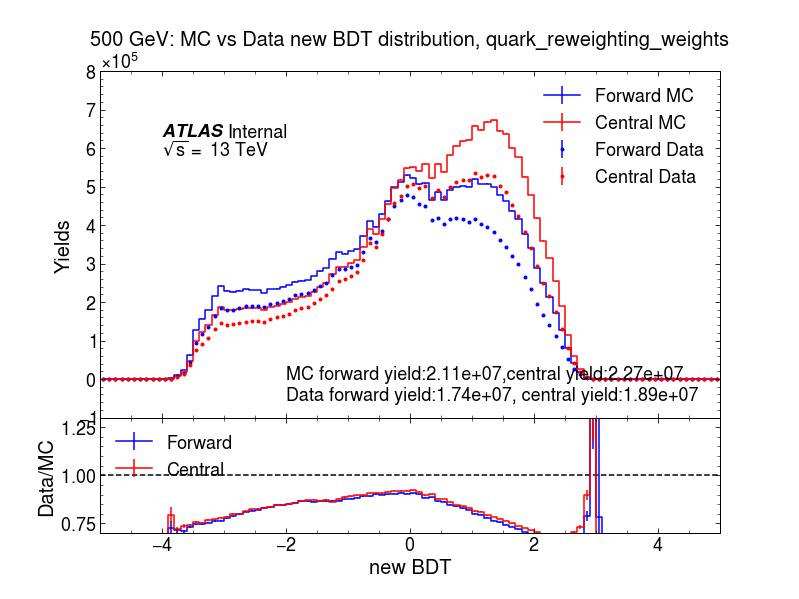 500 GeV: MC vs Data new BDT distribution, quark_reweighting_weights
×10⁵
8
7
6
5
4
3
2
1
0
−1
Yields
ATLAS Internal
√s = 13 TeV
Forward MC
Central MC
Forward Data
Central Data
MC forward yield:2.11e+07,central yield:2.27e+07
Data forward yield:1.74e+07, central yield:1.89e+07
1.25
1.00
0.75
Data/MC
Forward
Central
−4 −2 0 2 4
new BDT